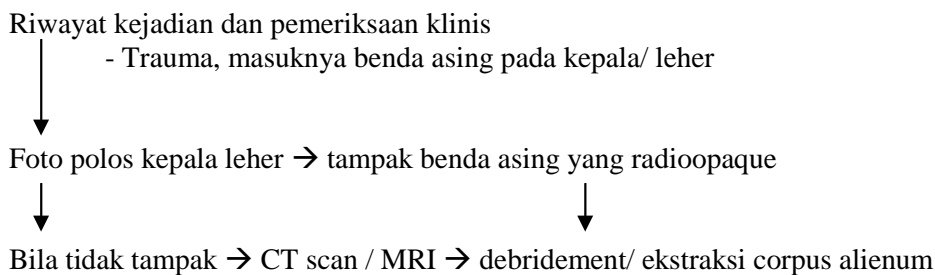 Riwayat kejadian dan pemeriksaan klinis
- Trauma, masuknya benda asing pada kepala/ leher
Foto polos kepala leher → tampak benda asing yang radioopaque
Bila tidak tampak → CT scan / MRI → debridement/ ekstraksi corpus alienum